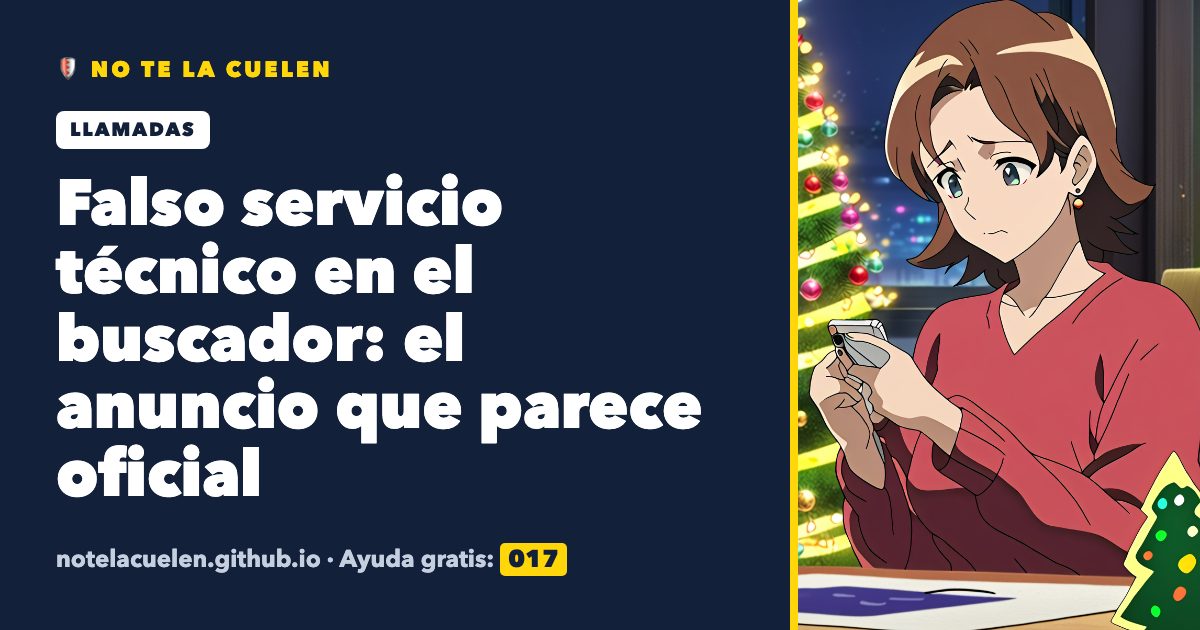 NO TE LA CUELEN
LLAMADAS
Falso servicio
técnico en el
buscador: el
anuncio que parece
oficial
notelacuelen.github.io · Ayuda gratis: 017